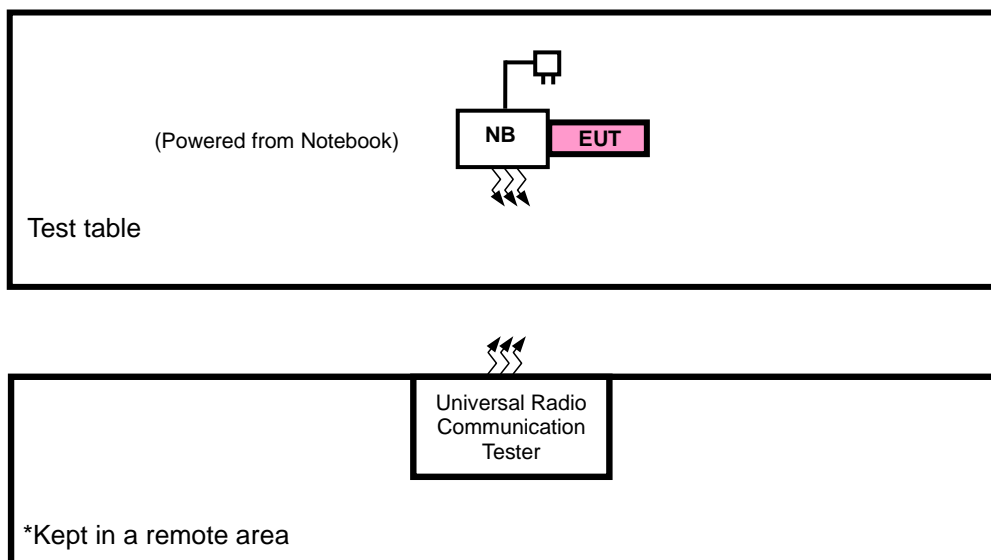 (Powered from Notebook)
NB
EUT
Test table
Universal Radio
Communication
Tester
*Kept in a remote area